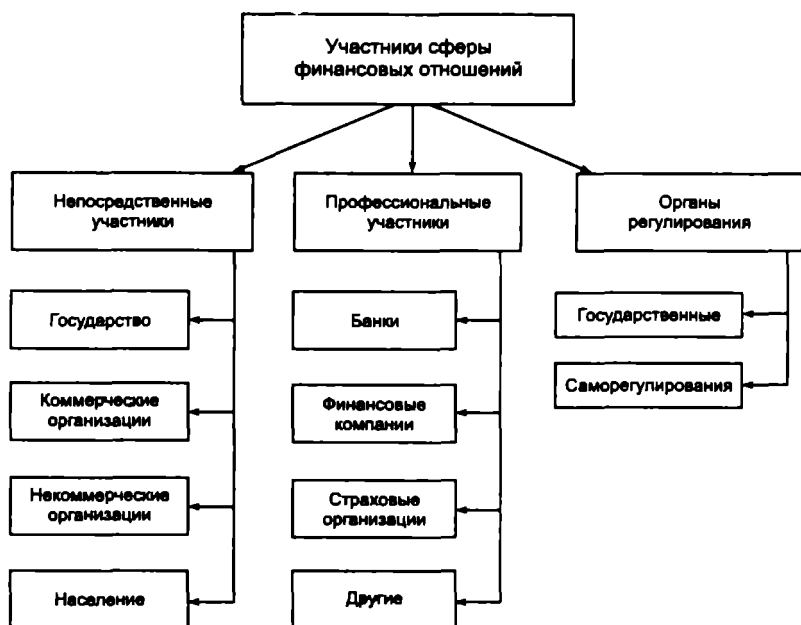 Участники сферы
финансовых отношений
Непосредственные
участники
Профессиональные
участники
Органы
регулирования
Государство
Коммерческие
организации
Некоммерческие
организации
Население
Банки
Финансовые
компании
Страховые
организации
Другие
Государственные
Саморегулирования